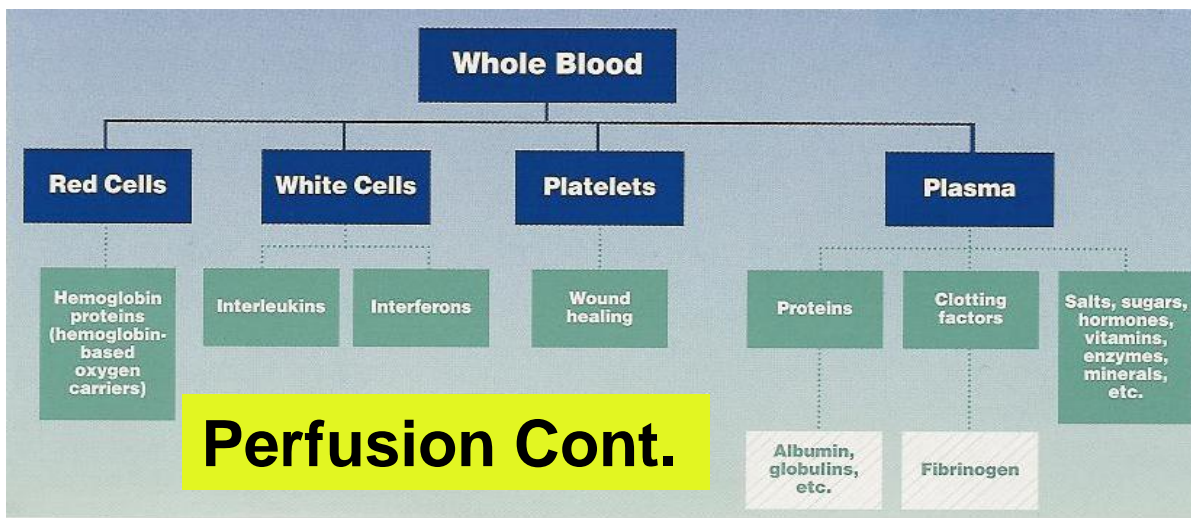 Whole Blood
Red Cells
White Cells
Platelets
Plasma
Hemoglobin
proteins
(hemoglobin-
based
oxygen
carriers)
Interleukins
Interferons
Wound
healing
Proteins
Clotting
factors
Salts, sugars,
hormones,
vitamins,
enzymes,
minerals,
etc.
Perfusion Cont.
Albumin,
globulins,
etc.
Fibrinogen